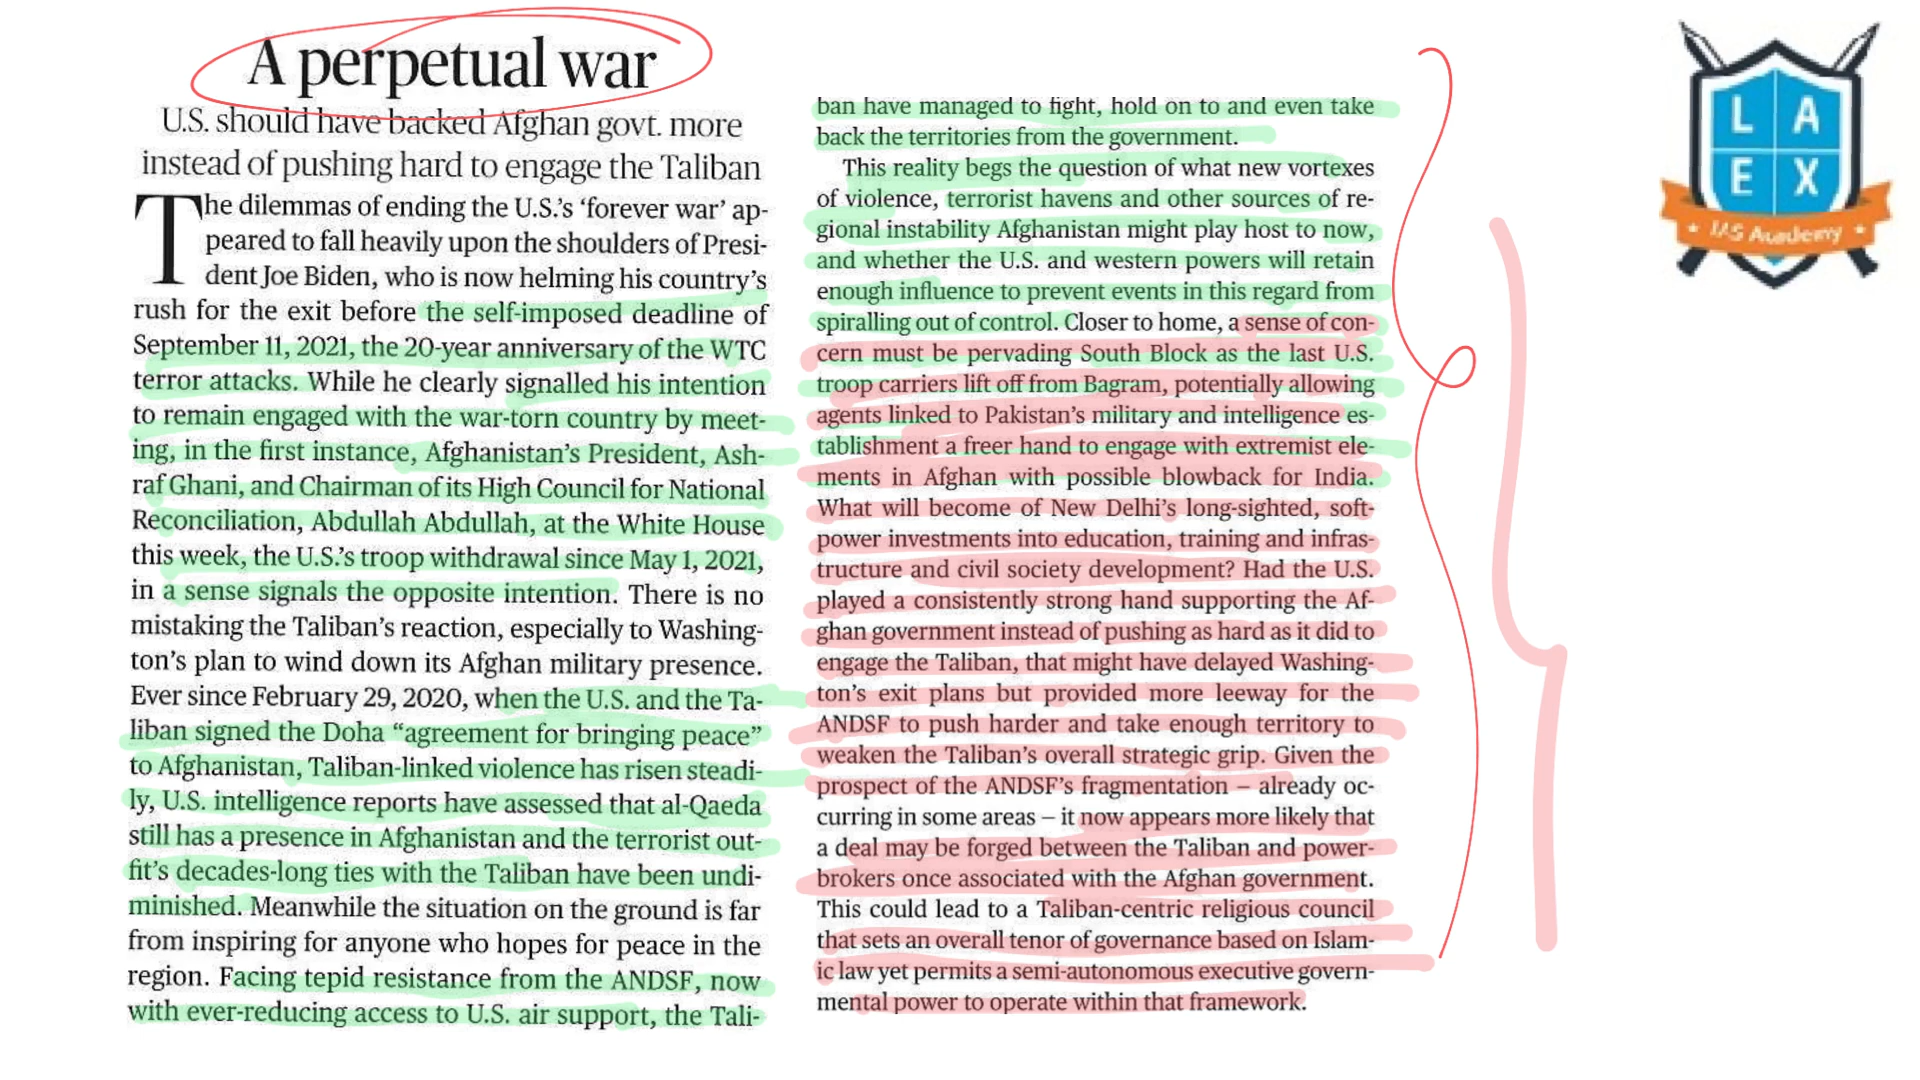 A perpetual war
U.S. should have backed Afghan govt. more
instead of pushing hard to engage the Taliban
The dilemmas of ending the U.S.'s ‘forever war’ ap-
peared to fall heavily upon the shoulders of Presi-
dent Joe Biden, who is now helming his country's
rush for the exit before the self-imposed deadline of
September 11, 2021, the 20-year anniversary of the WTC
terror attacks. While he clearly signalled his intention
to remain engaged with the war-torn country by meet-
ing, in the first instance, Afghanistan's President, Ash-
raf Ghani, and Chairman of its High Council for National
Reconciliation, Abdullah Abdullah, at the White House
this week, the U.S.'s troop withdrawal since May 1, 2021,
in a sense signals the opposite intention. There is no
mistaking the Taliban's reaction, especially to Washing-
ton's plan to wind down its Afghan military presence.
Ever since February 29, 2020, when the U.S. and the Ta-
liban signed the Doha “agreement for bringing peace”
to Afghanistan, Taliban-linked violence has risen steadi-
ly, U.S. intelligence reports have assessed that al-Qaeda
still has a presence in Afghanistan and the terrorist out-
fit's decades-long ties with the Taliban have been undi-
minished. Meanwhile the situation on the ground is far
from inspiring for anyone who hopes for peace in the
region. Facing tepid resistance from the ANDSF, now
with ever-reducing access to U.S. air support, the Tali-
ban have managed to fight, hold on to and even take
back the territories from the government.
This reality begs the question of what new vortexes
of violence, terrorist havens and other sources of re-
gional instability Afghanistan might play host to now,
and whether the U.S. and western powers will retain
enough influence to prevent events in this regard from
spiralling out of control. Closer to home, a sense of con-
cern must be pervading South Block as the last U.S.
troop carriers lift off from Bagram, potentially allowing
agents linked to Pakistan's military and intelligence es-
tablishment a freer hand to engage with extremist ele-
ments in Afghan with possible blowback for India.
What will become of New Delhi's long-sighted, soft-
power investments into education, training and infras-
tructure and civil society development? Had the U.S.
played a consistently strong hand supporting the Af-
ghan government instead of pushing as hard as it did to
engage the Taliban, that might have delayed Washing-
ton's exit plans but provided more leeway for the
ANDSF to push harder and take enough territory to
weaken the Taliban's overall strategic grip. Given the
prospect of the ANDSF's fragmentation – already oc-
curring in some areas – it now appears more likely that
a deal may be forged between the Taliban and power-
brokers once associated with the Afghan government.
This could lead to a Taliban-centric religious council
that sets an overall tenor of governance based on Islam-
ic law yet permits a semi-autonomous executive govern-
mental power to operate within that framework.
L A
E X
IAS Academy